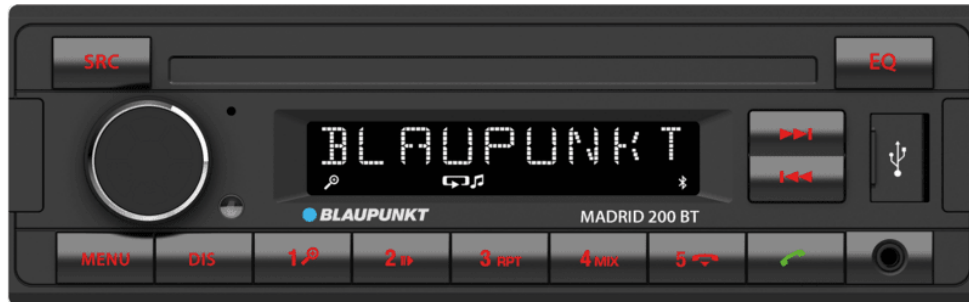 SRC
EQ
BLAUPUNKT
BLAUPUNKT
MADRID 200 BT
MENU
DIS
1
2
3 RPT
4 MIX
5